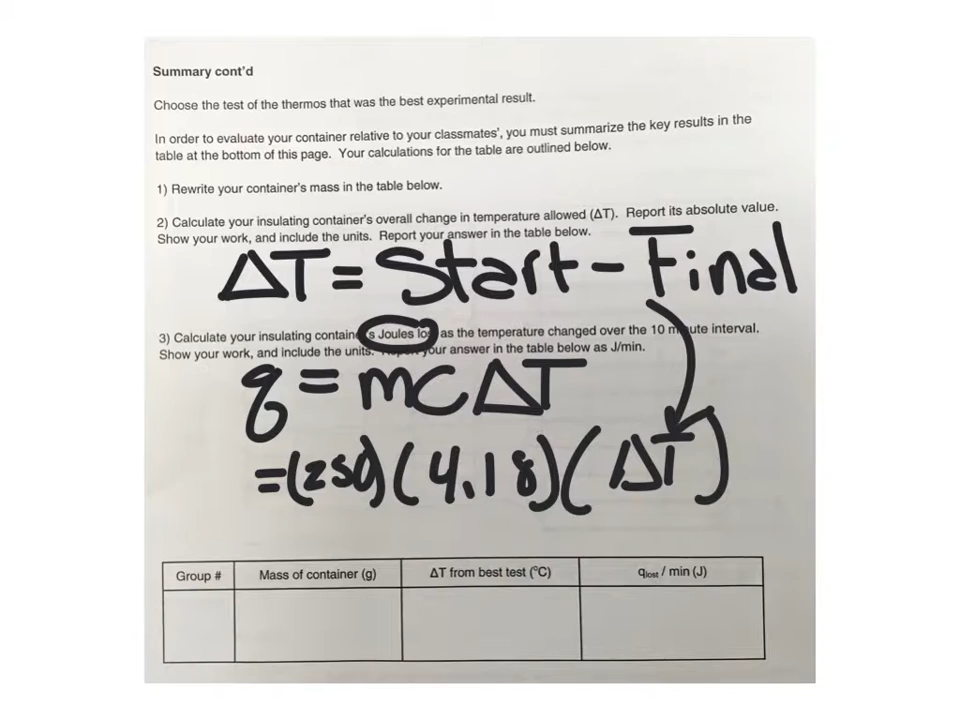 Summary cont'd
Choose the test of the thermos that was the best experimental result.
In order to evaluate your container relative to your classmates', you must summarize the key results in the
table at the bottom of this page. Your calculations for the table are outlined below.
1) Rewrite your container's mass in the table below.
2) Calculate your insulating container's overall change in temperature allowed (ΔT). Report its absolute value.
Show your work, and include the units. Report your answer in the table below.
ΔT = Start - Final
3) Calculate your insulating container's Joules lost as the temperature changed over the 10 minute interval.
Show your work, and include the units. Report your answer in the table below as J/min.
q = mCΔT
= (250) (4.18) (ΔT)
Group # Mass of container (g) ΔT from best test (°C) qlost / min (J)